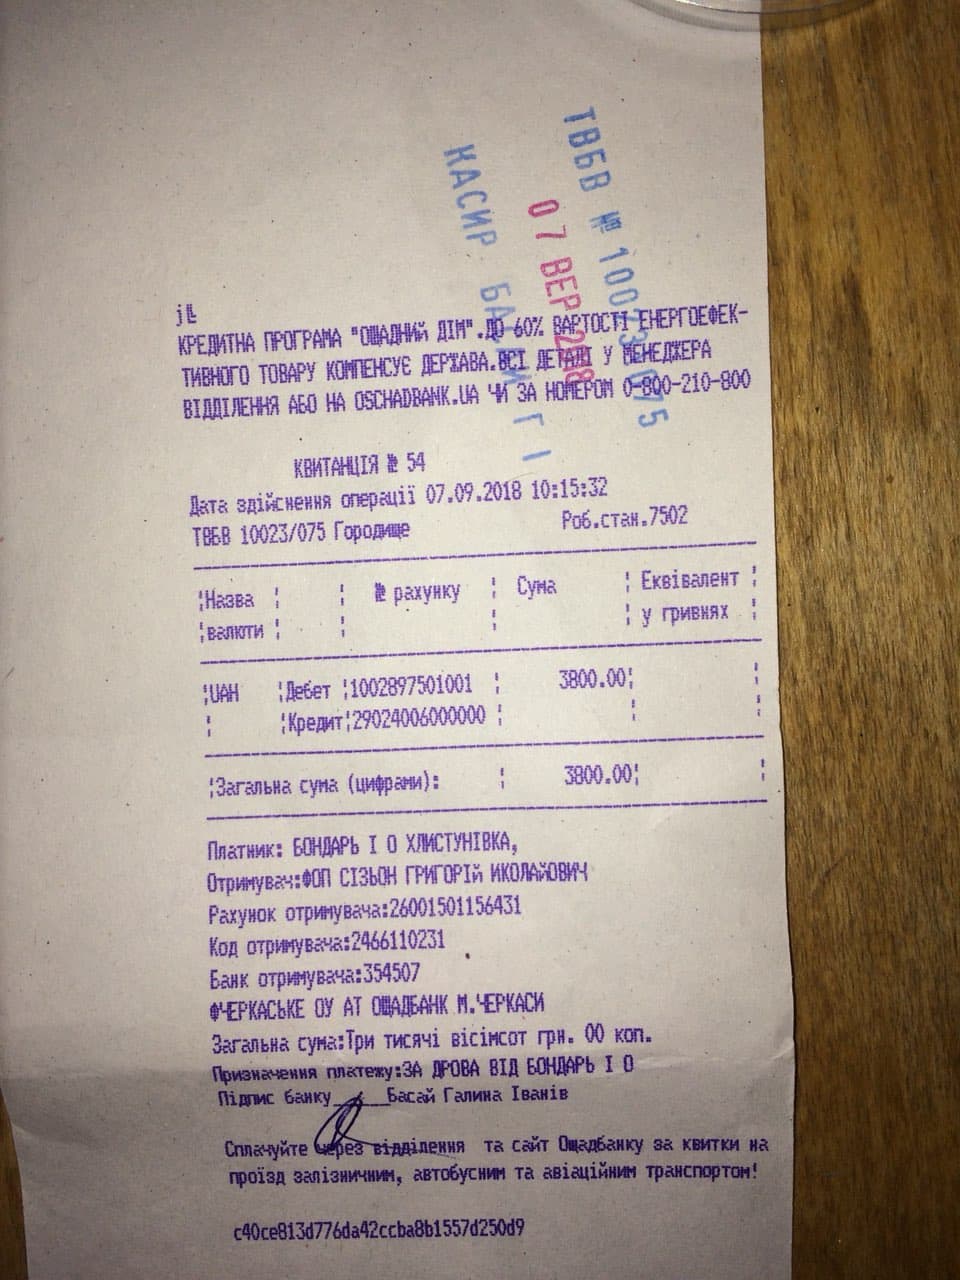 ТВБВ № 10023/075
07 ВЕР 2018
КАСИР БАСАЙ Г І
КРЕДИТНА ПРОГРАМА "ОЩАДНИЙ ДІМ".ДО 60% ВАРТОСТІ ЕНЕРГОЕФЕК-
ТИВНОГО ТОВАРУ КОМПЕНСУЄ ДЕРЖАВА.ВСІ ДЕТАЛІ У МЕНЕДЖЕРА
ВІДДІЛЕННЯ АБО НА OSCHADBANK.UA ЧИ ЗА НОМЕРОМ 0-800-210-800
КВИТАНЦІЯ № 54
Дата здійснення операції 07.09.2018 10:15:32
ТВБВ 10023/075 Городище Роб.стан.7502
¦Назва ¦ ¦ № рахунку ¦ Сума ¦ Еквівалент ¦
¦валюти ¦ ¦ ¦ ¦ у гривнях ¦
¦UAH ¦Дебет ¦1002897501001 ¦ 3800.00¦ ¦
¦ ¦Кредит¦29024006000000 ¦ ¦ ¦
¦Загальна сума (цифрами): ¦ 3800.00¦ ¦
Платник: БОНДАРЬ І О ХЛИСТУНІВКА,
Отримувач:ФОП СІЗЬОН ГРИГОРІй ИКОЛАйОВИЧ
Рахунок отримувача:26001501156431
Код отримувача:2466110231
Банк отримувача:354507
ФЧЕРКАСЬКЕ ОУ АТ ОЩАДБАНК М.ЧЕРКАСИ
Загальна сума:Три тисячі вісімсот грн. 00 коп.
Призначення платежу:ЗА ДРОВА ВІД БОНДАРЬ І О
Підпис банку______Басай Галина Іванів
Сплачуйте через відділення та сайт Ощадбанку за квитки на
проїзд залізничним, автобусним та авіаційним транспортом!
c40ce813d776da42ccba8b1557d250d9